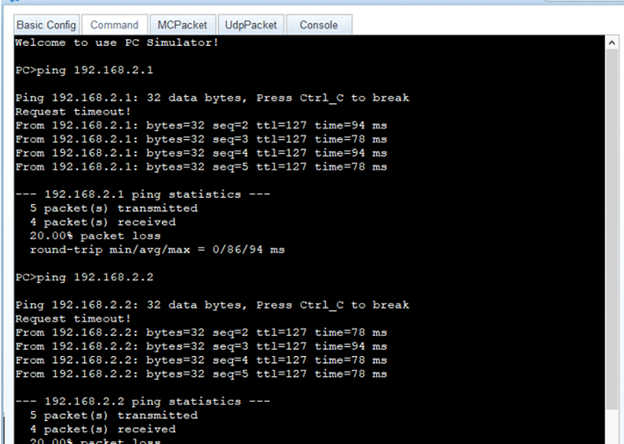 Basic Config Command MCPacket UdpPacket Console
Welcome to use PC Simulator!
PC>ping 192.168.2.1
Ping 192.168.2.1: 32 data bytes, Press Ctrl_C to break
Request timeout!
From 192.168.2.1: bytes=32 seq=2 ttl=127 time=94 ms
From 192.168.2.1: bytes=32 seq=3 ttl=127 time=78 ms
From 192.168.2.1: bytes=32 seq=4 ttl=127 time=94 ms
From 192.168.2.1: bytes=32 seq=5 ttl=127 time=78 ms
--- 192.168.2.1 ping statistics ---
5 packet(s) transmitted
4 packet(s) received
20.00% packet loss
round-trip min/avg/max = 0/86/94 ms
PC>ping 192.168.2.2
Ping 192.168.2.2: 32 data bytes, Press Ctrl_C to break
Request timeout!
From 192.168.2.2: bytes=32 seq=2 ttl=127 time=78 ms
From 192.168.2.2: bytes=32 seq=3 ttl=127 time=94 ms
From 192.168.2.2: bytes=32 seq=4 ttl=127 time=78 ms
From 192.168.2.2: bytes=32 seq=5 ttl=127 time=78 ms
--- 192.168.2.2 ping statistics ---
5 packet(s) transmitted
4 packet(s) received
20.00% packet loss